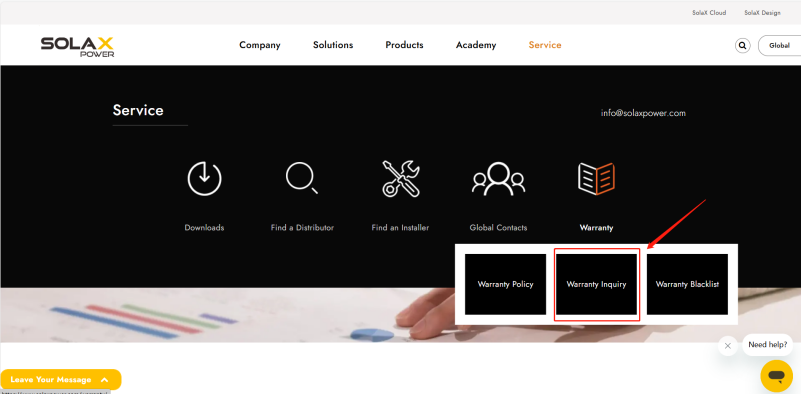 SolaX Cloud SolaX Design
SOLAX
POWER
Company Solutions Products Academy Service
Global
Service
info@solaxpower.com
Downloads Find a Distributor Find an Installer Global Contacts Warranty
Warranty Policy Warranty Inquiry Warranty Blacklist
Need help?
Leave Your Message